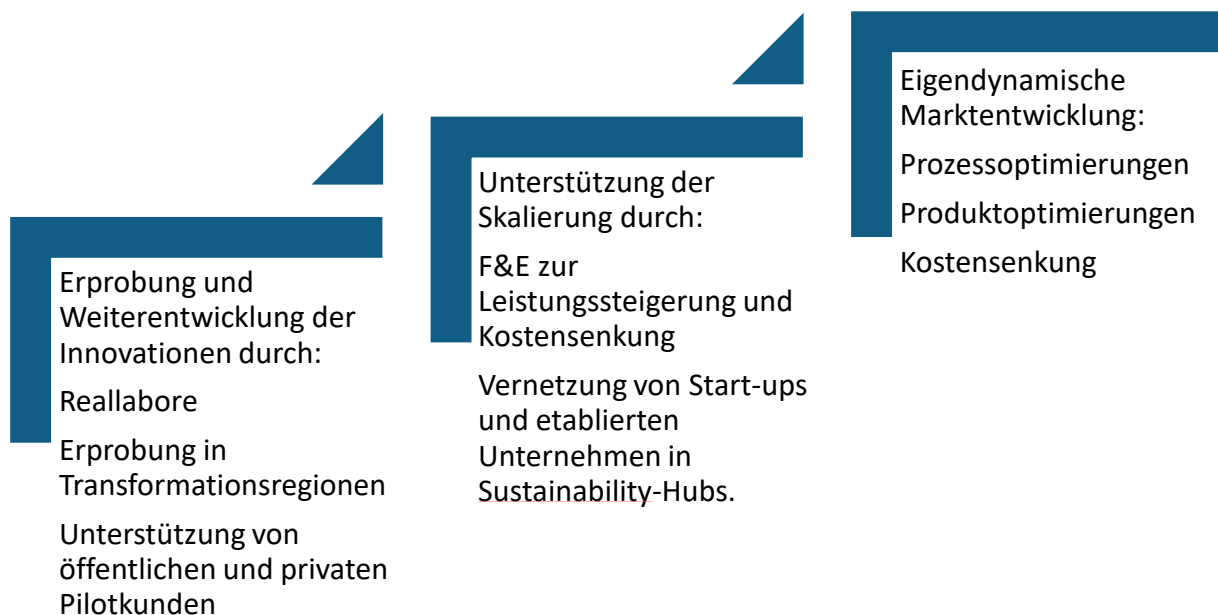 Erprobung und
Weiterentwicklung der
Innovationen durch:
Reallabore
Erprobung in
Transformationsregionen
Unterstützung von
öffentlichen und privaten
Pilotkunden
Unterstützung der
Skalierung durch:
F&E zur
Leistungssteigerung und
Kostensenkung
Vernetzung von Start-ups
und etablierten
Unternehmen in
Sustainability-Hubs.
Eigendynamische
Marktentwicklung:
Prozessoptimierungen
Produktoptimierungen
Kostensenkung